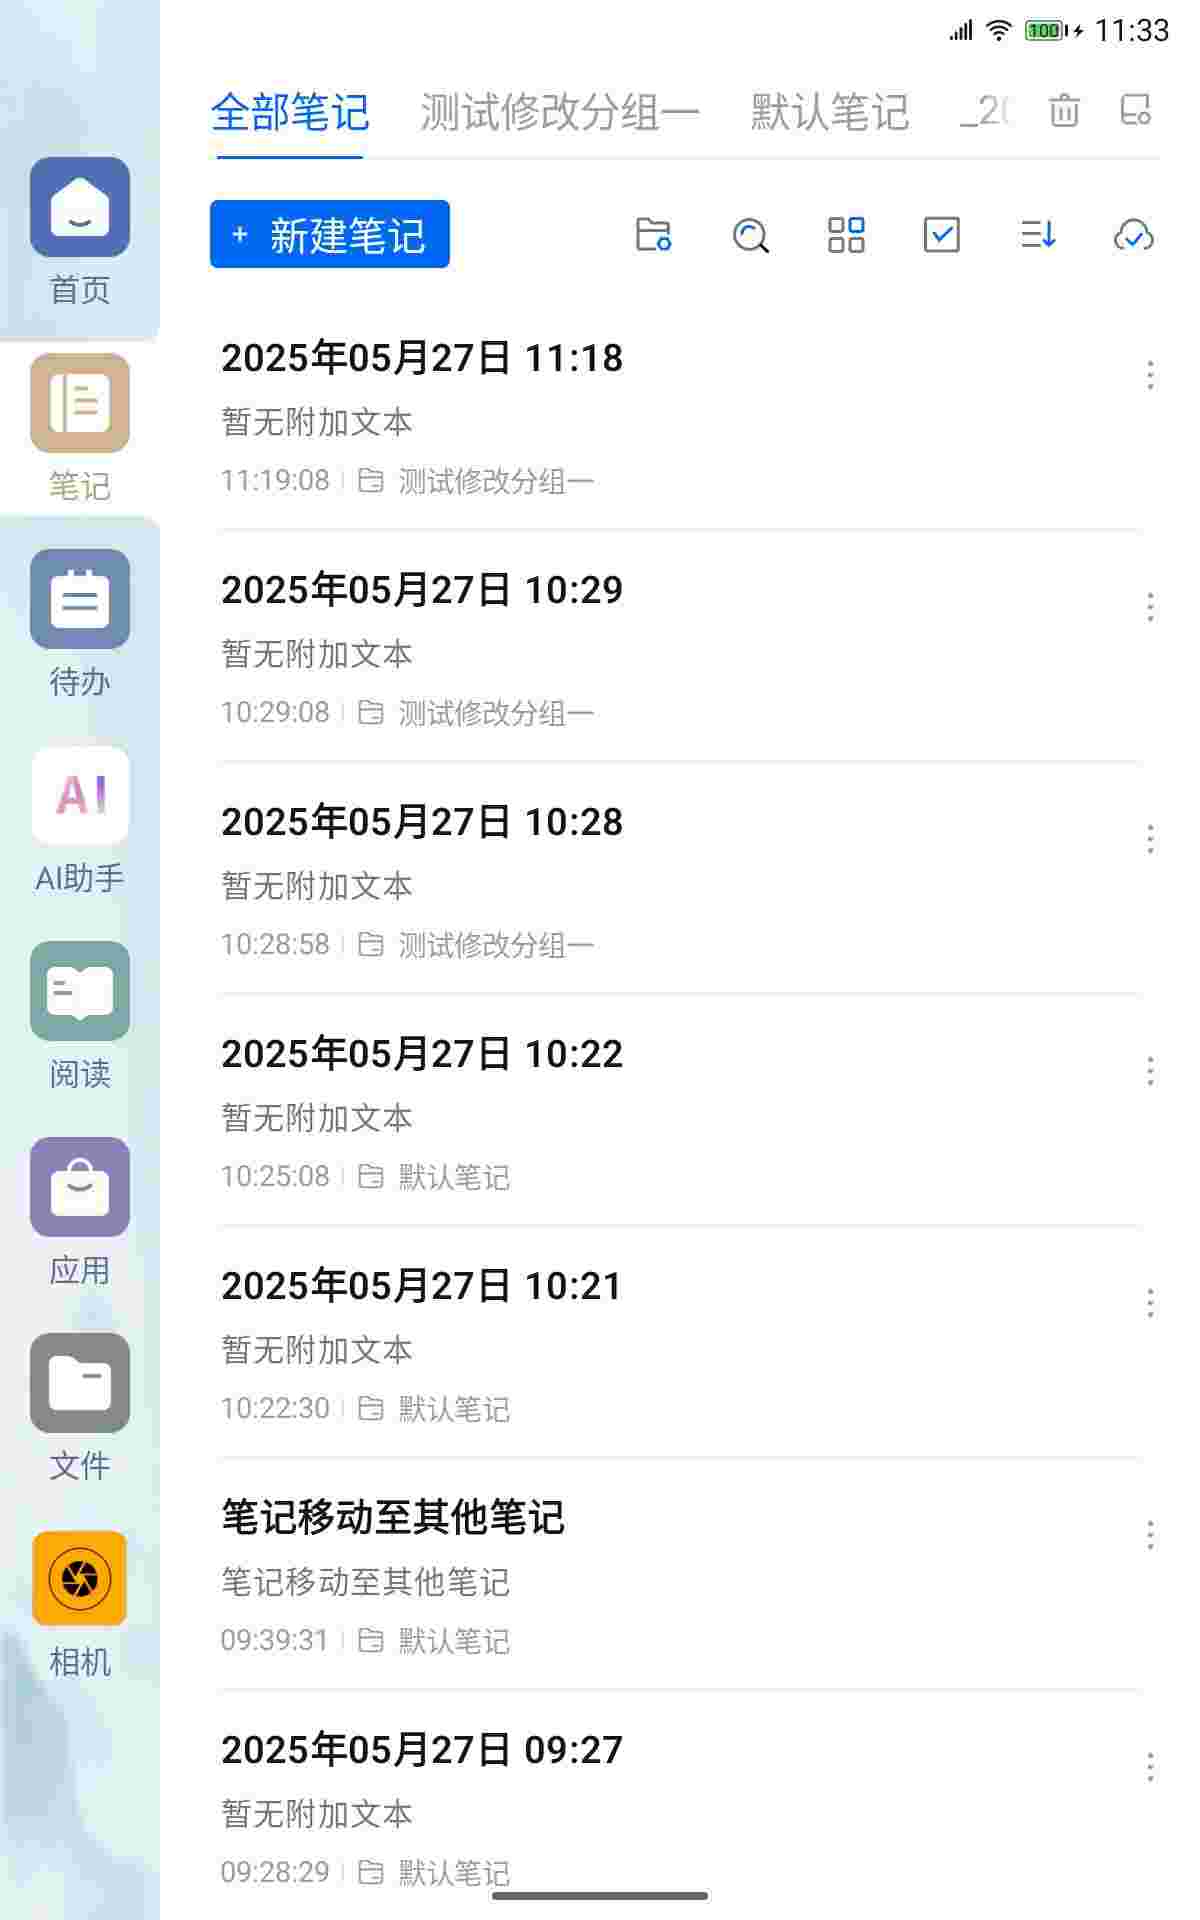 100 11:33
全部笔记 测试修改分组一 默认笔记 _20
+ 新建笔记
首页
笔记
待办
AI
AI助手
阅读
应用
文件
相机
2025年05月27日 11:18
暂无附加文本
11:19:08 测试修改分组一
2025年05月27日 10:29
暂无附加文本
10:29:08 测试修改分组一
2025年05月27日 10:28
暂无附加文本
10:28:58 测试修改分组一
2025年05月27日 10:22
暂无附加文本
10:25:08 默认笔记
2025年05月27日 10:21
暂无附加文本
10:22:30 默认笔记
笔记移动至其他笔记
笔记移动至其他笔记
09:39:31 默认笔记
2025年05月27日 09:27
暂无附加文本
09:28:29 默认笔记